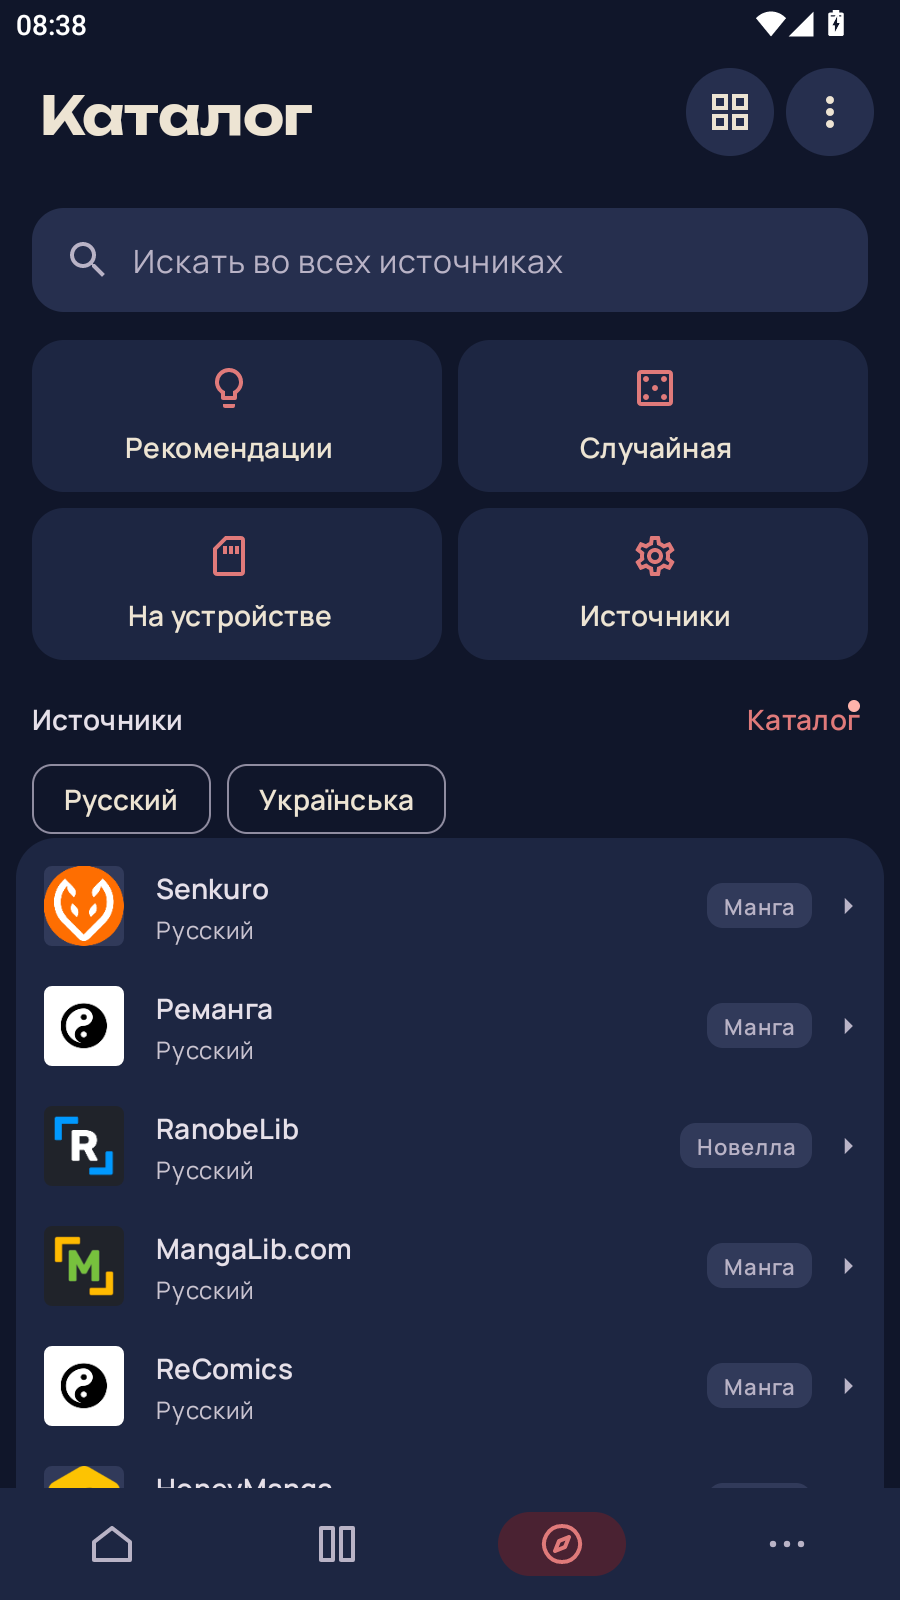 08:38
Каталог
Искать во всех источниках
Рекомендации
Случайная
На устройстве
Источники
Источники
Каталог
Русский
Українська
Senkuro
Русский
Манга
Реманга
Русский
Манга
R
RanobeLib
Русский
Новелла
M
MangaLib.com
Русский
Манга
ReComics
Русский
Манга
HoneyManga